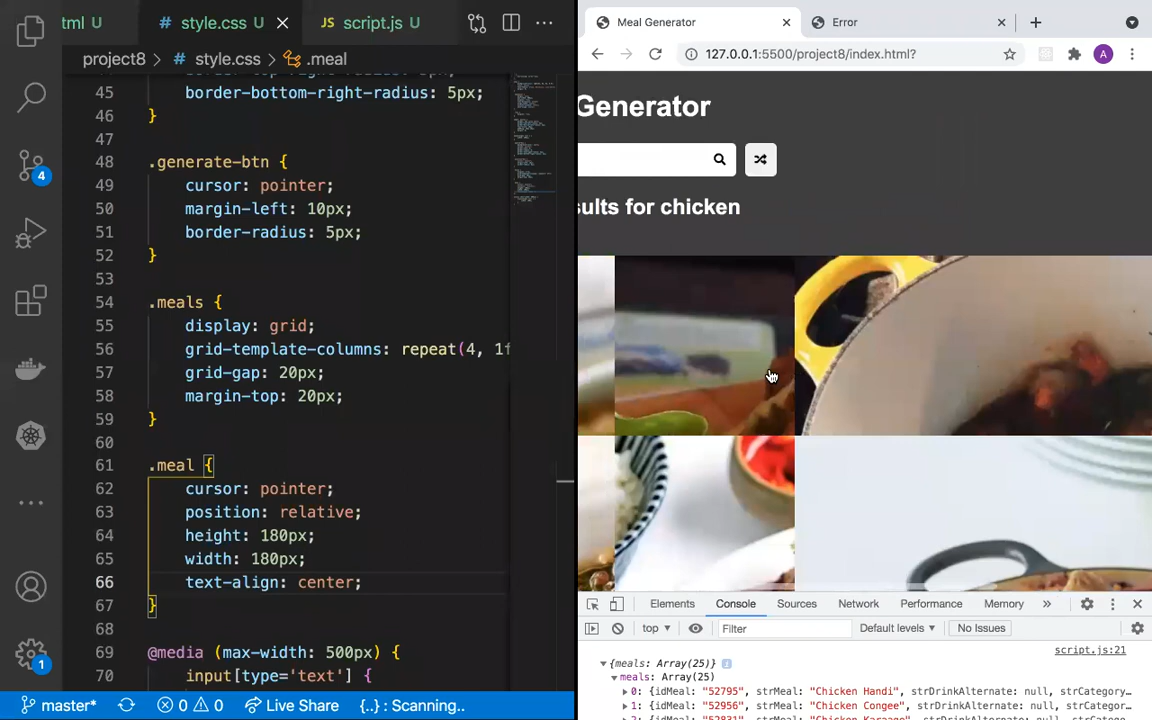 tml U
# style.css U
JS script.js U
project8 > # style.css > .meal
45 border-bottom-right-radius: 5px;
46 }
47
48 .generate-btn {
49 cursor: pointer;
50 margin-left: 10px;
51 border-radius: 5px;
52 }
53
54 .meals {
55 display: grid;
56 grid-template-columns: repeat(4, 1f
57 grid-gap: 20px;
58 margin-top: 20px;
59 }
60
61 .meal {
62 cursor: pointer;
63 position: relative;
64 height: 180px;
65 width: 180px;
66 text-align: center;
67 }
68
69 @media (max-width: 500px) {
70 input[type='text'] {
4
1
master*
0 0
Live Share
{..} : Scanning..
Meal Generator
Error
127.0.0.1:5500/project8/index.html?
A
Generator
sults for chicken
Elements Console Sources Network Performance Memory »
top Filter Default levels No Issues
script.js:21
{meals: Array(25)} i
meals: Array(25)
0: {idMeal: "52795", strMeal: "Chicken Handi", strDrinkAlternate: null, strCategory
1: {idMeal: "52956", strMeal: "Chicken Congee", strDrinkAlternate: null, strCategor